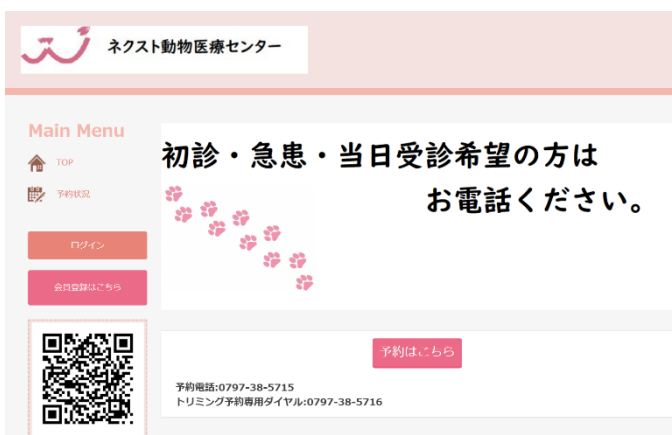 ネクスト動物医療センター
Main Menu
TOP
予約状況
ログイン
会員登録はこちら
初診・急患・当日受診希望の方は
お電話ください。
予約はこちら
予約電話:0797-38-5715
トリミング予約専用ダイヤル:0797-38-5716